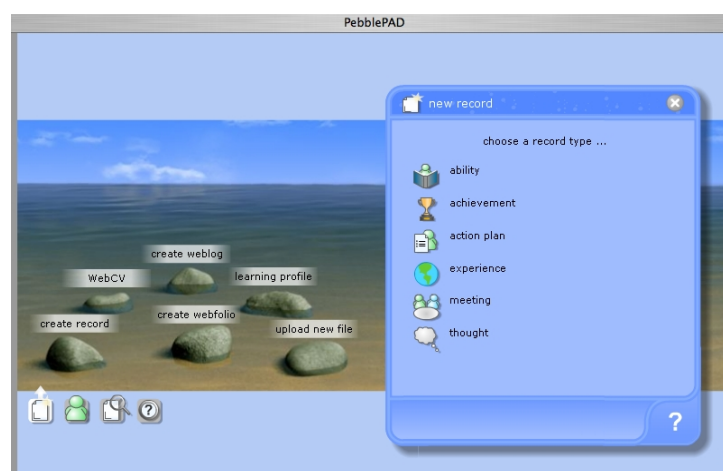 PebblePAD
new record
choose a record type ...
ability
achievement
action plan
experience
meeting
thought
create weblog
WebCV
learning profile
create record
create webfolio
upload new file
?
?